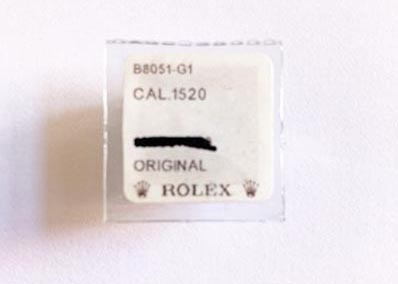 B8051-G1
CAL.1520
ORIGINAL
ROLEX